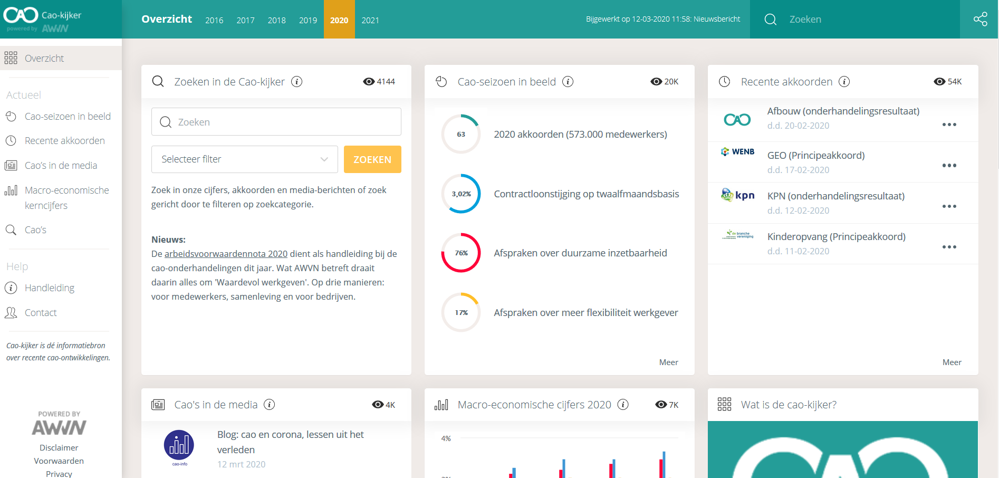 CAO Cao-kijker
powered by AWVN
Overzicht 2016 2017 2018 2019 2020 2021
Bijgewerkt op 12-03-2020 11:58: Nieuwsbericht
Zoeken
Overzicht
Actueel
Cao-seizoen in beeld
Recente akkoorden
Cao's in de media
Macro-economische
kerncijfers
Cao's
Help
Handleiding
Contact
Cao-kijker is dé informatiebron
over recente cao-ontwikkelingen.
POWERED BY
AWVN
Disclaimer
Voorwaarden
Privacy
Zoeken in de Cao-kijker 4144
Zoeken
Selecteer filter ZOEKEN
Zoek in onze cijfers, akkoorden en media-berichten of zoek
gericht door te filteren op zoekcategorie.
Nieuws:
De arbeidsvoorwaardennota 2020 dient als handleiding bij de
cao-onderhandelingen dit jaar. Wat AWVN betreft draait
daarin alles om 'Waardevol werkgeven'. Op drie manieren:
voor medewerkers, samenleving en voor bedrijven.
Cao-seizoen in beeld 20K
63 2020 akkoorden (573.000 medewerkers)
3,02% Contractloonstijging op twaalfmaandsbasis
76% Afspraken over duurzame inzetbaarheid
17% Afspraken over meer flexibiliteit werkgever
Meer
Recente akkoorden 54K
CAO Afbouw (onderhandelingsresultaat)
d.d. 20-02-2020
WENB GEO (Principeakkoord)
d.d. 17-02-2020
kpn KPN (onderhandelingsresultaat)
d.d. 12-02-2020
de branche
vereniging
Kinderopvang (Principeakkoord)
d.d. 11-02-2020
Meer
Cao's in de media 4K
cao-info
Blog: cao en corona, lessen uit het
verleden
12 mrt 2020
Macro-economische cijfers 2020 7K
4%
Wat is de cao-kijker?
CAO